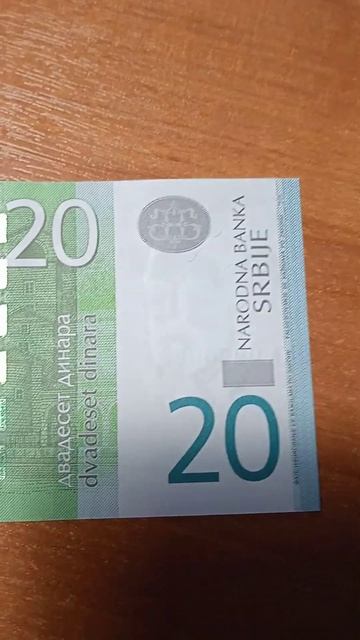 20
двадесет динара
dvadeset dinara
NARODNA BANKA
SRBIJE
20